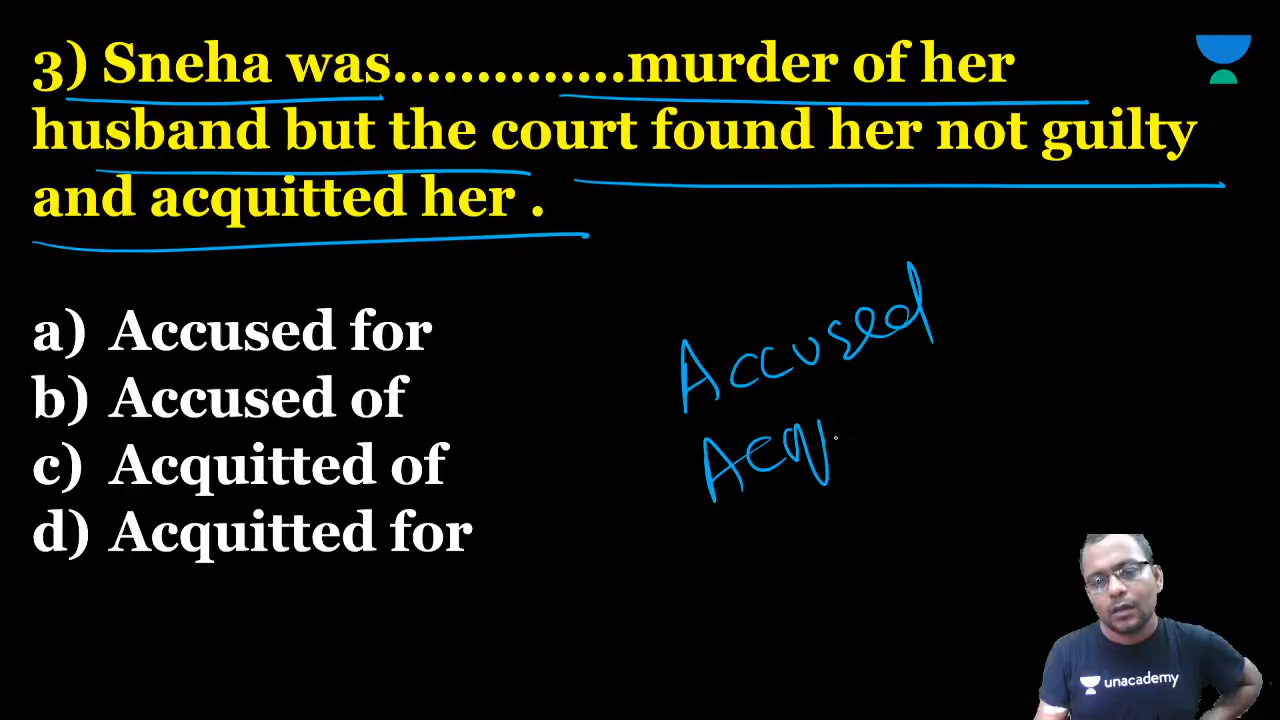 3) Sneha was..............murder of her
husband but the court found her not guilty
and acquitted her .
a) Accused for
b) Accused of
c) Acquitted of
d) Acquitted for
Accused
Acqu
unacademy